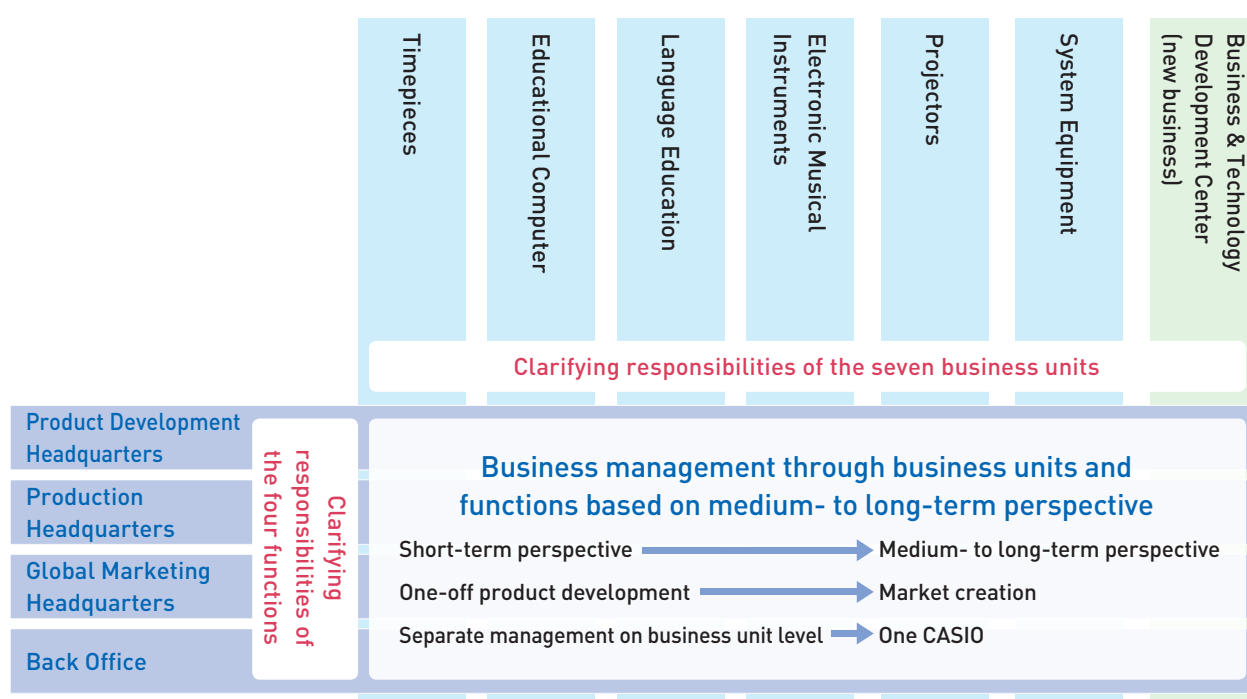 Timepieces
Educational Computer
Language Education
Electronic Musical
Instruments
Projectors
System Equipment
Business & Technology
Development Center
(new business)
Clarifying responsibilities of the seven business units
Product Development
Headquarters
Production
Headquarters
Global Marketing
Headquarters
Back Office
Clarifying
responsibilities of
the four functions
Business management through business units and
functions based on medium- to long-term perspective
Short-term perspective
Medium- to long-term perspective
One-off product development
Market creation
Separate management on business unit level
One CASIO